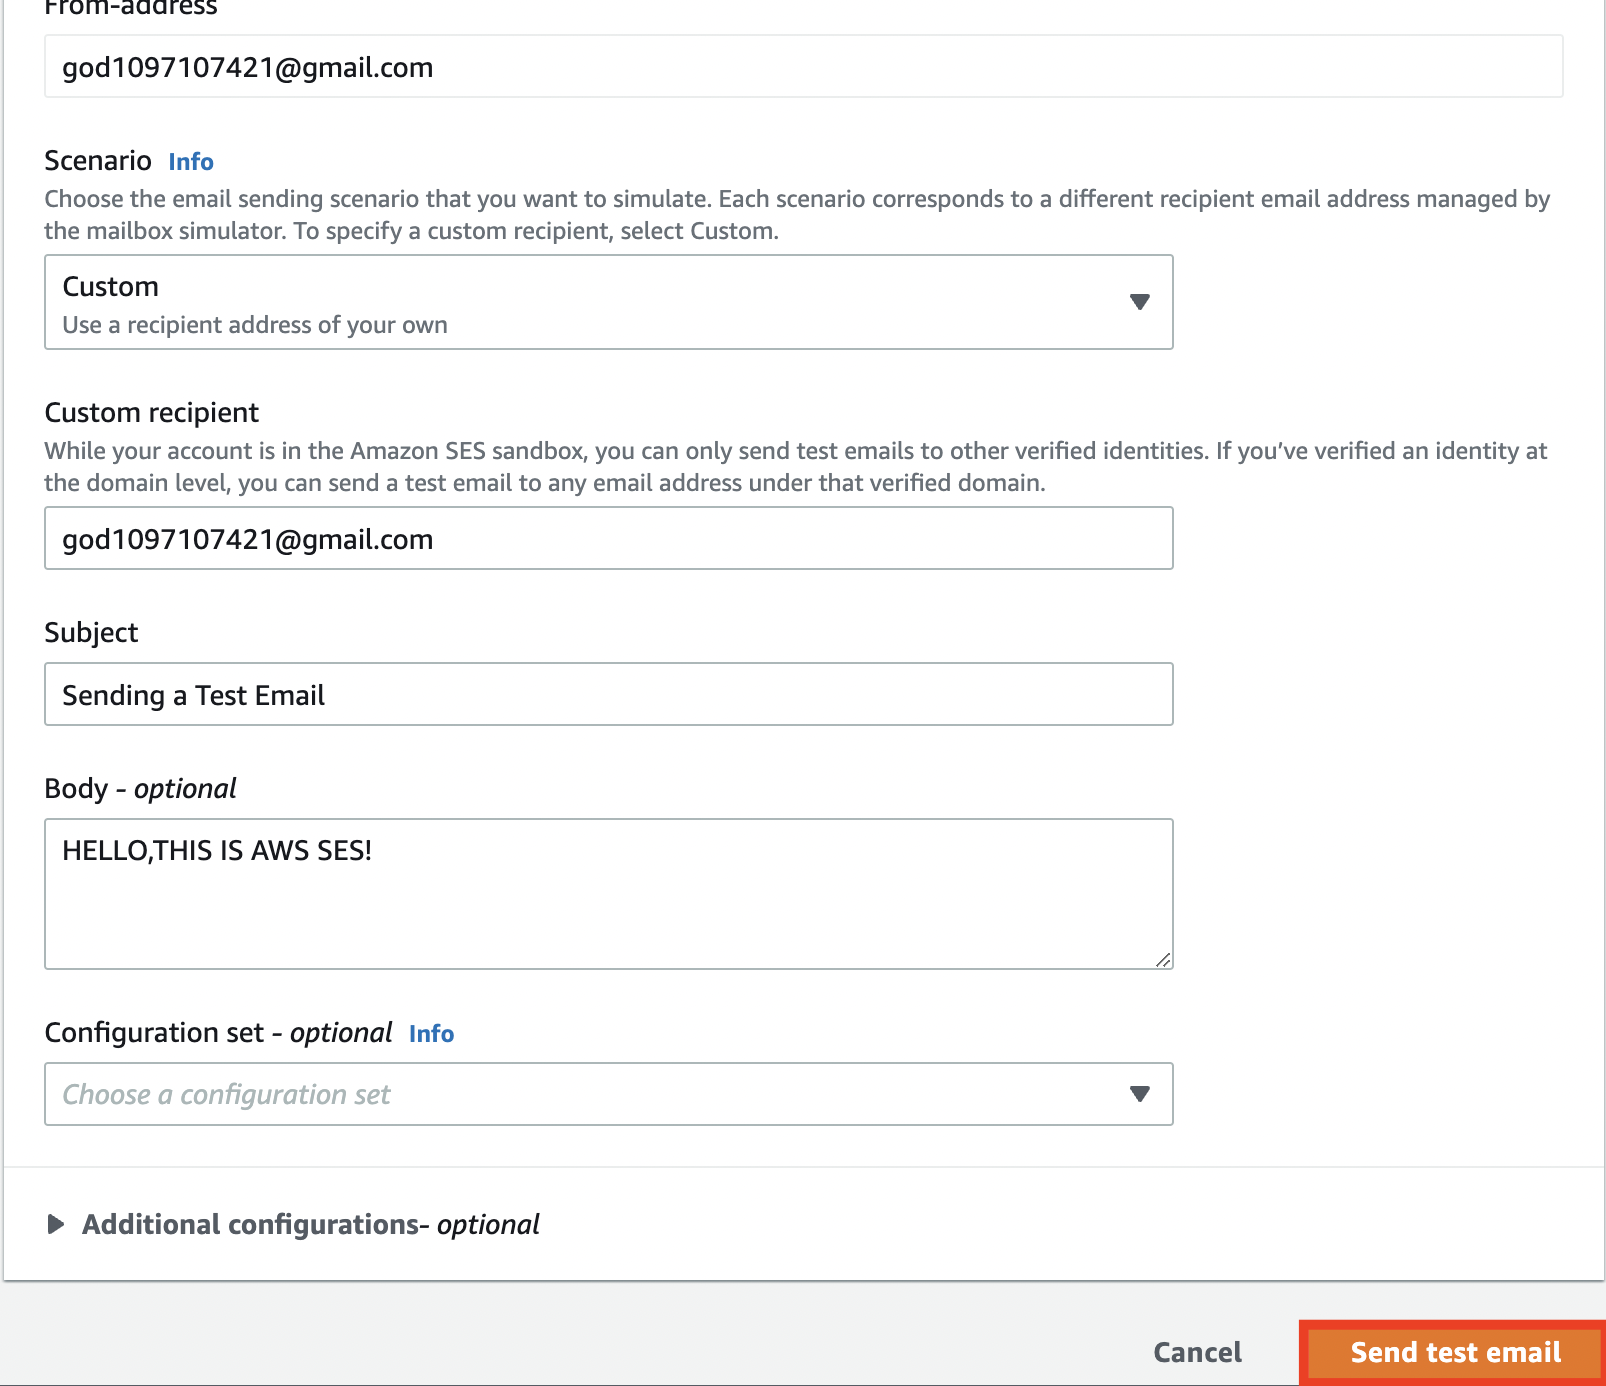 From-address
god1097107421@gmail.com
Scenario Info
Choose the email sending scenario that you want to simulate. Each scenario corresponds to a different recipient email address managed by
the mailbox simulator. To specify a custom recipient, select Custom.
Custom
Use a recipient address of your own
Custom recipient
While your account is in the Amazon SES sandbox, you can only send test emails to other verified identities. If you’ve verified an identity at
the domain level, you can send a test email to any email address under that verified domain.
god1097107421@gmail.com
Subject
Sending a Test Email
Body - optional
HELLO,THIS IS AWS SES!
Configuration set - optional Info
Choose a configuration set
Additional configurations- optional
Cancel
Send test email